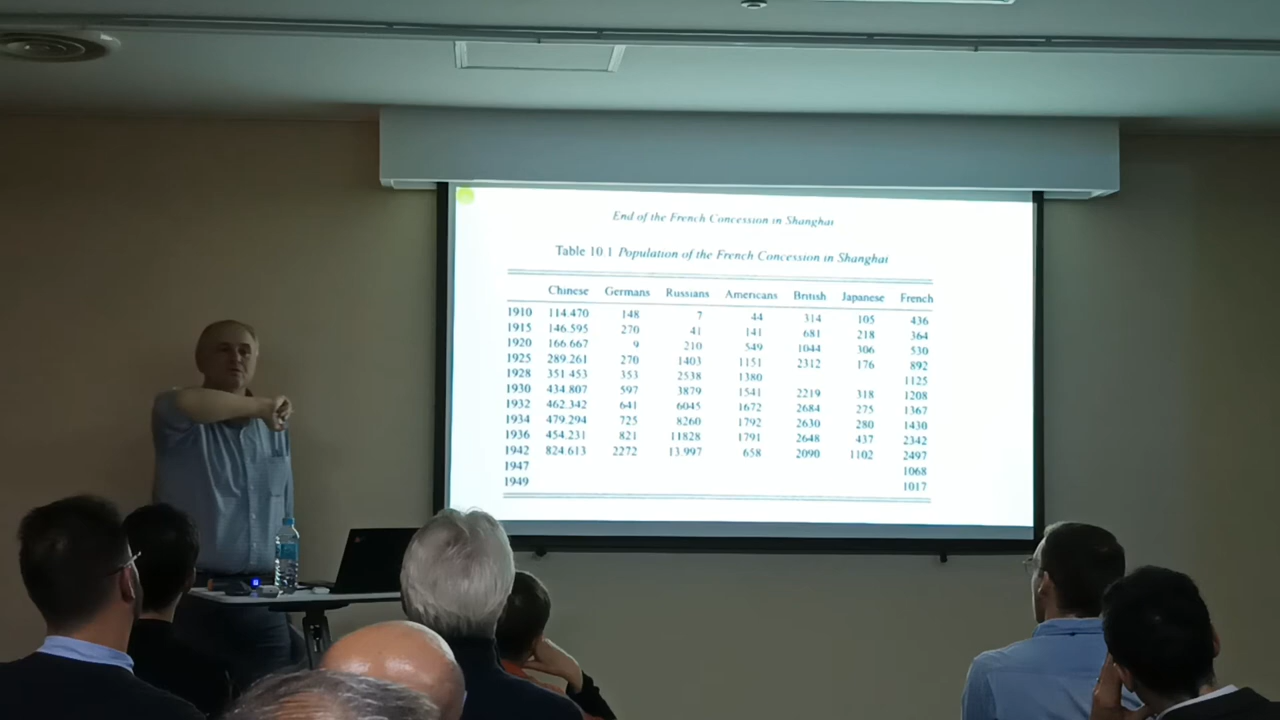 End of the French Concession in Shanghai
Table 10 1 Population of the French Concession in Shanghai
Chinese Germans Russians Americans British Japanese French
1910 114.470 148 7 44 314 105 436
1915 146.595 270 41 141 681 218 364
1920 166.667 9 210 549 1044 306 530
1925 289.261 270 1403 1151 2312 176 892
1928 351 453 353 2538 1380 1125
1930 434.807 597 3879 1541 2219 318 1208
1932 462.342 641 6045 1672 2684 275 1367
1934 479.294 725 8260 1792 2630 280 1430
1936 454.231 821 11828 1791 2648 437 2342
1942 824 613 2272 13.997 658 2090 1102 2497
1947 1068
1949 1017